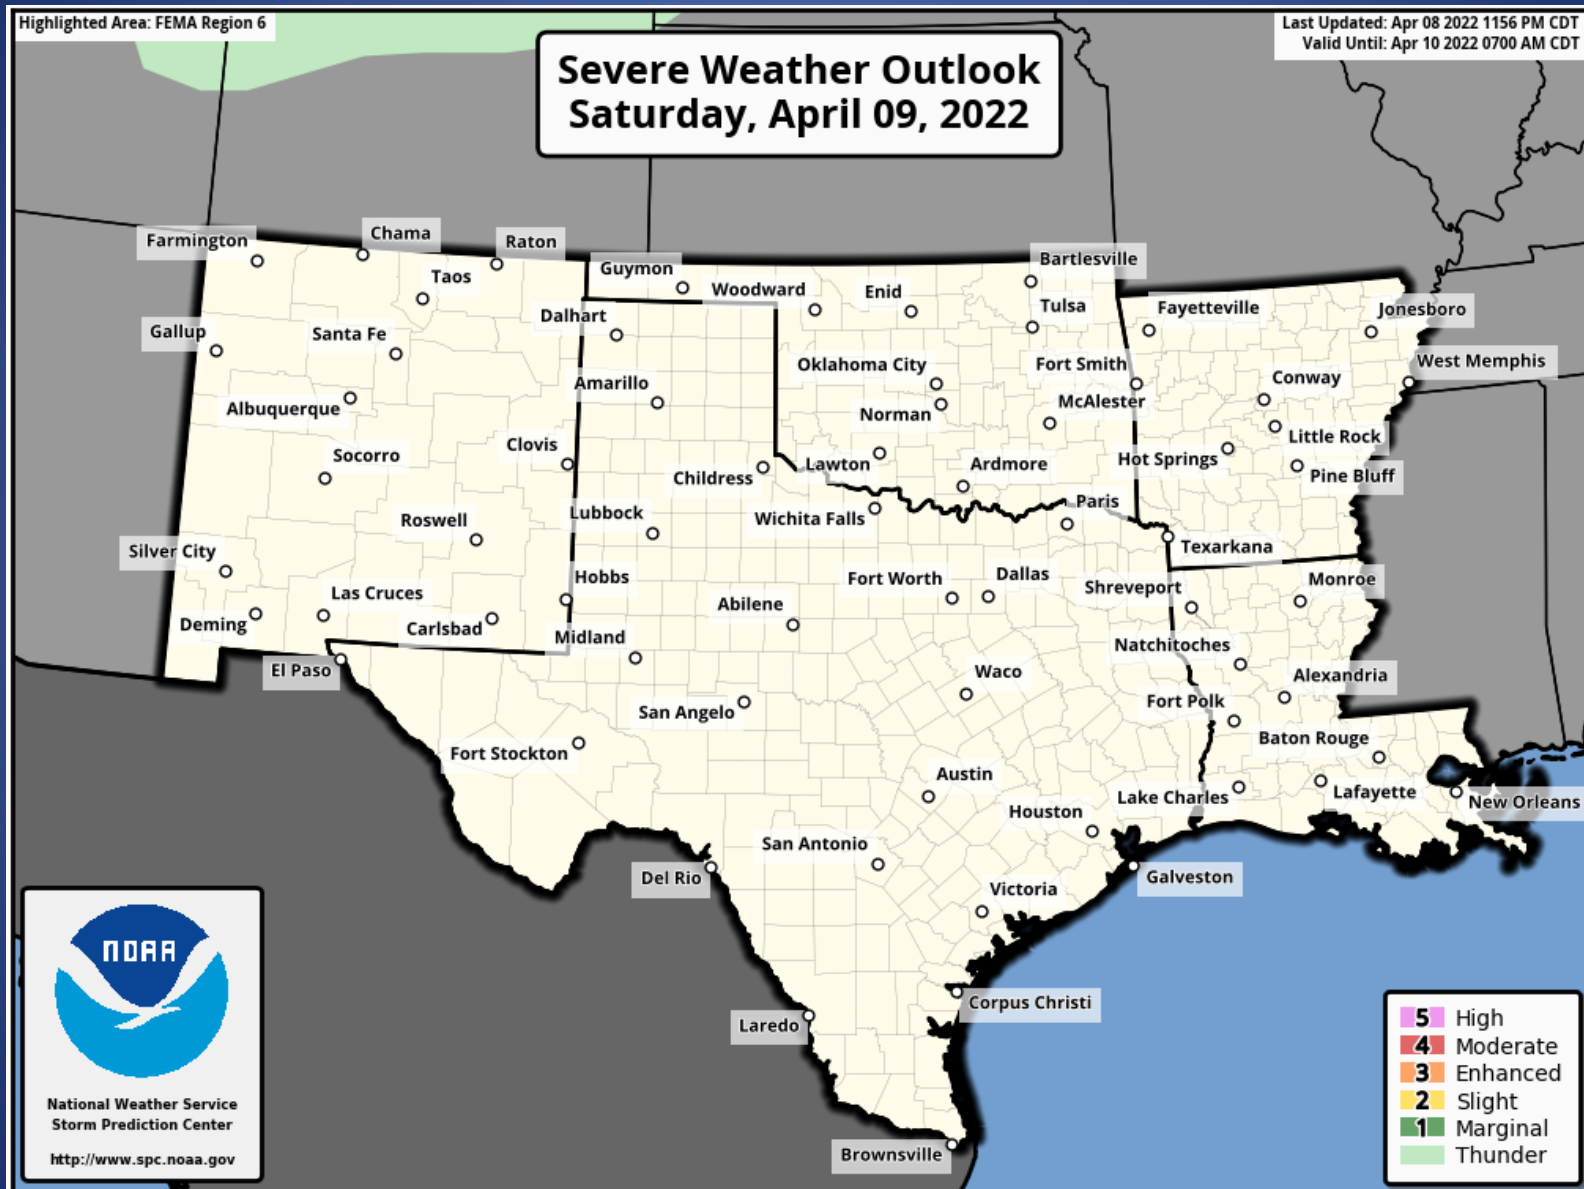 Highlighted Area: FEMA Region 6
Last Updated: Apr 08 2022 1156 PM CDT
Valid Until: Apr 10 2022 0700 AM CDT
Severe Weather Outlook
Saturday, April 09, 2022
Farmington
Chama
Raton
Taos
Guymon
Woodward
Enid
Bartlesville
Tulsa
Fayetteville
Jonesboro
Gallup
Santa Fe
Dalhart
Oklahoma City
Fort Smith
West Memphis
Amarillo
Conway
Albuquerque
Norman
McAlester
Little Rock
Socorro
Clovis
Childress
Lawton
Ardmore
Hot Springs
Pine Bluff
Roswell
Lubbock
Wichita Falls
Paris
Texarkana
Silver City
Hobbs
Fort Worth
Dallas
Shreveport
Monroe
Las Cruces
Abilene
Deming
Carlsbad
Midland
Natchitoches
El Paso
Waco
Alexandria
San Angelo
Fort Polk
Fort Stockton
Baton Rouge
Austin
Lake Charles
Lafayette
New Orleans
Houston
San Antonio
Del Rio
Victoria
Galveston
Corpus Christi
Laredo
Brownsville
NOAA
National Weather Service
Storm Prediction Center
http://www.spc.noaa.gov
5 High
4 Moderate
3 Enhanced
2 Slight
1 Marginal
Thunder